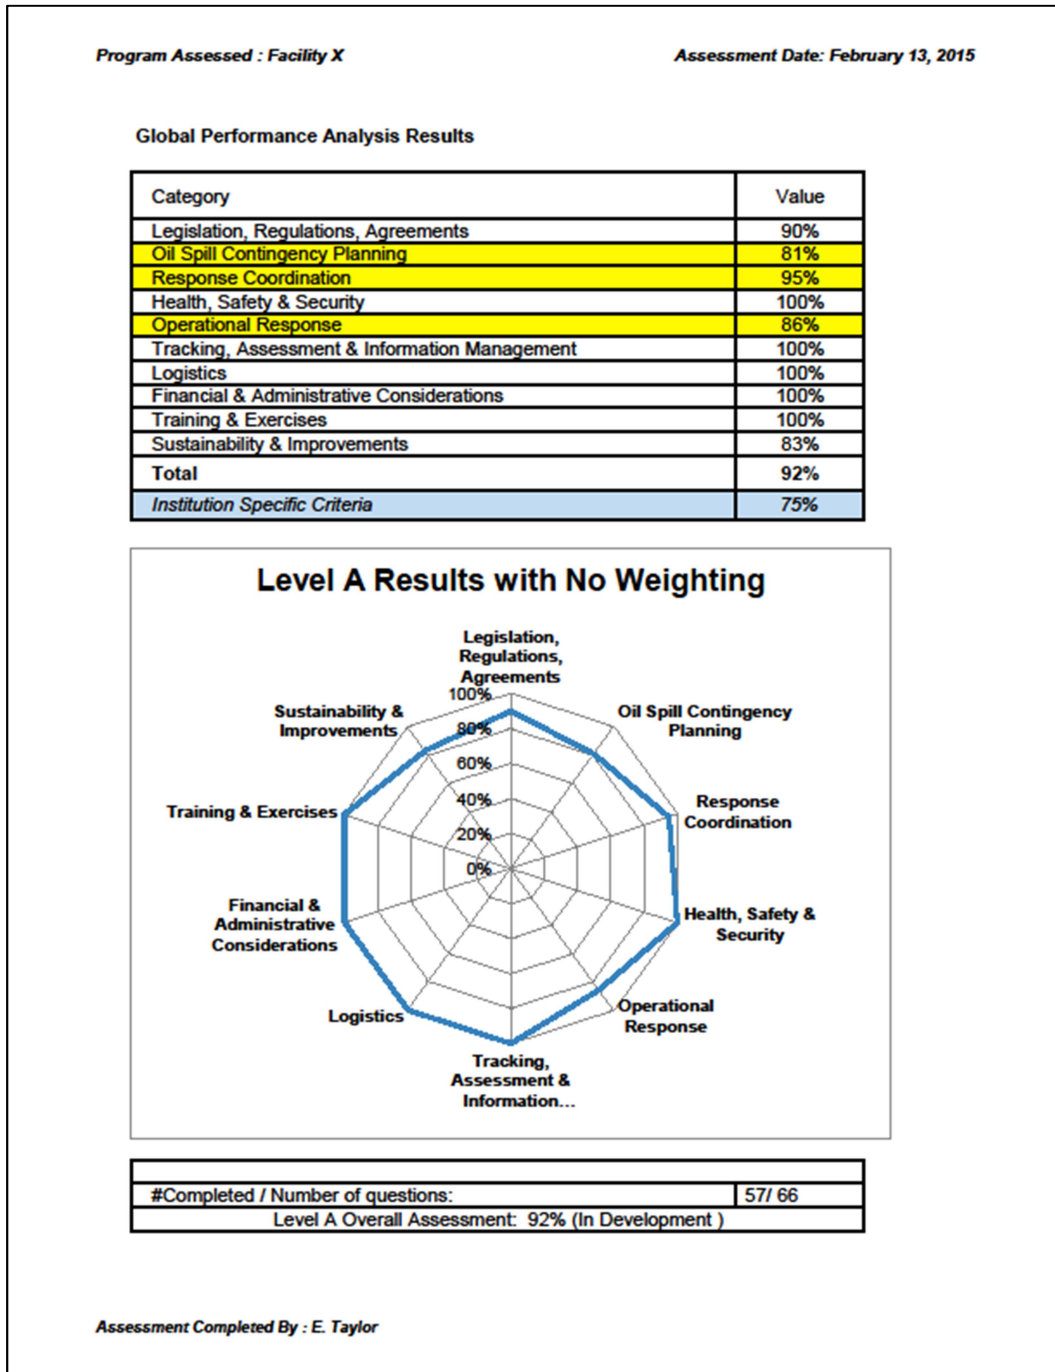 Program Assessed : Facility X
Assessment Date: February 13, 2015
Global Performance Analysis Results
Category Value
Legislation, Regulations, Agreements 90%
Oil Spill Contingency Planning 81%
Response Coordination 95%
Health, Safety & Security 100%
Operational Response 86%
Tracking, Assessment & Information Management 100%
Logistics 100%
Financial & Administrative Considerations 100%
Training & Exercises 100%
Sustainability & Improvements 83%
Total 92%
Institution Specific Criteria 75%
Level A Results with No Weighting
Legislation,
Regulations,
Agreements
100%
80%
60%
40%
20%
0%
Oil Spill Contingency
Planning
Response
Coordination
Health, Safety &
Security
Operational
Response
Tracking,
Assessment &
Information...
Logistics
Financial &
Administrative
Considerations
Training & Exercises
Sustainability &
Improvements
#Completed / Number of questions: 57/ 66
Level A Overall Assessment: 92% (In Development )
Assessment Completed By : E. Taylor